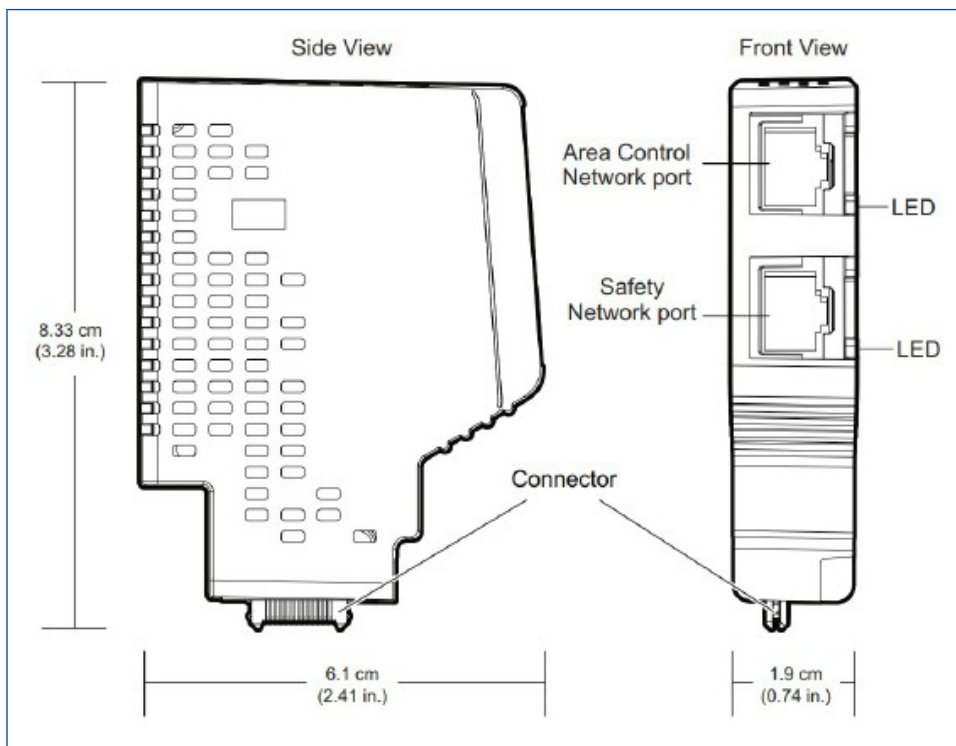 Side View
Front View
Area Control
Network port
LED
Safety
Network port
LED
8.33 cm
(3.28 in.)
Connector
6.1 cm
(2.41 in.)
1.9 cm
(0.74 in.)